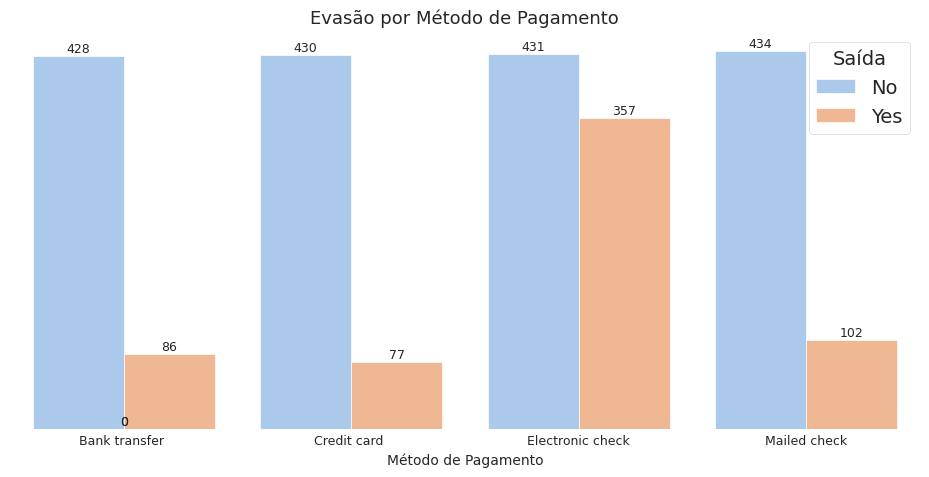 Evasão por Método de Pagamento
428
86
0
430
77
431
357
434
102
Saída
No
Yes
Bank transfer
Credit card
Electronic check
Mailed check
Método de Pagamento